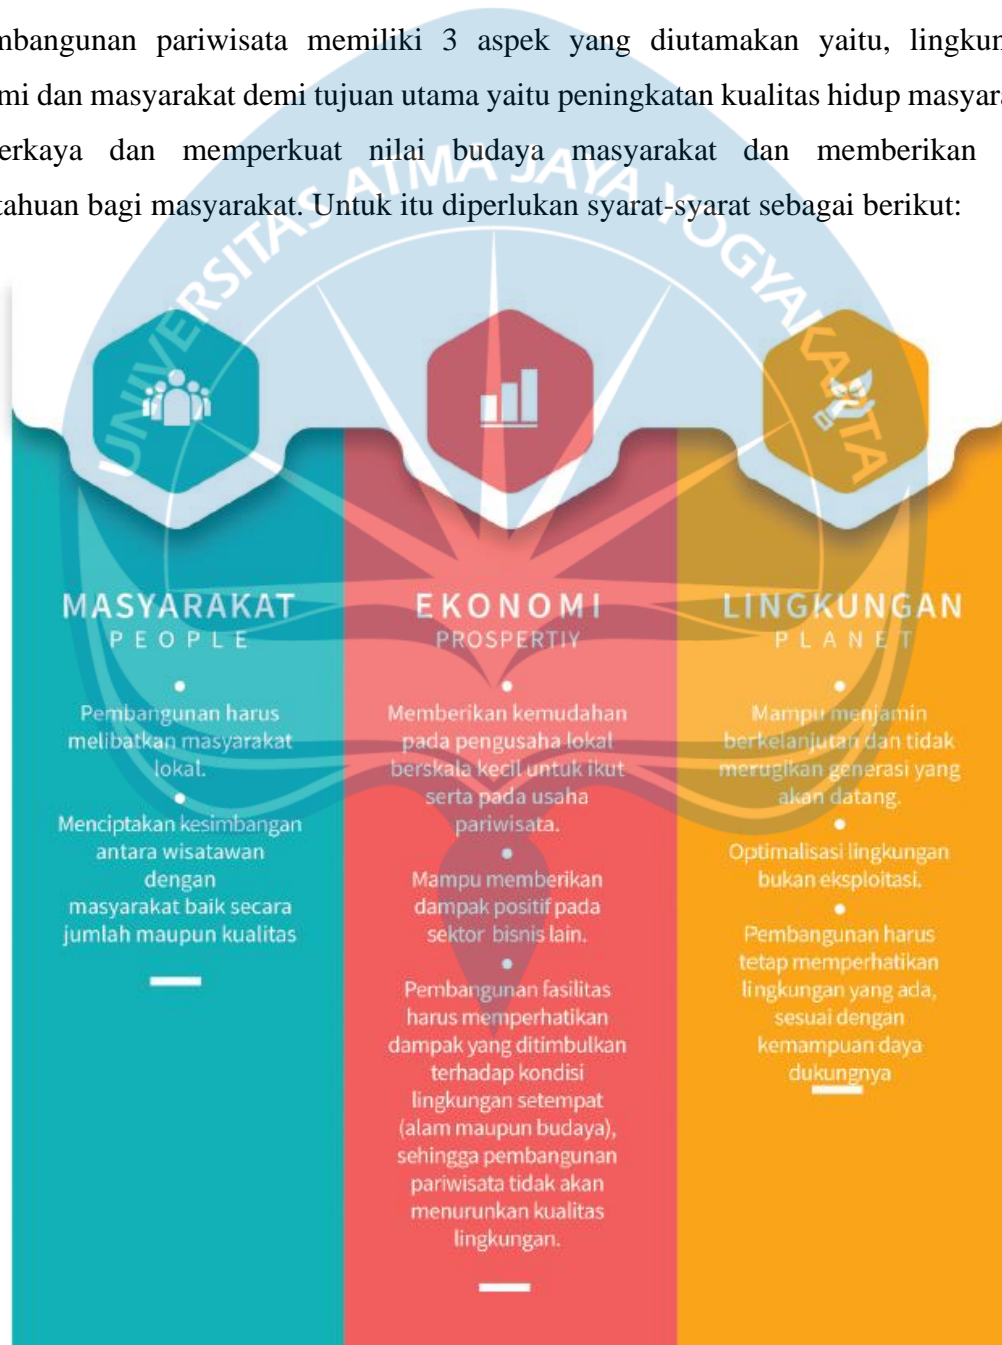 mbangunan pariwisata memiliki 3 aspek yang diutamakan yaitu, lingkun
mi dan masyarakat demi tujuan utama yaitu peningkatan kualitas hidup masyara
erkaya dan memperkuat nilai budaya masyarakat dan memberikan
tahuan bagi masyarakat. Untuk itu diperlukan syarat-syarat sebagai berikut:
UNIVERSITAS ATMA JAYA YOGYAKARTA
MASYARAKAT
PEOPLE
Pembangunan harus
melibatkan masyarakat
lokal.
Menciptakan kesimbangan
antara wisatawan
dengan
masyarakat baik secara
jumlah maupun kualitas
EKONOMI
PROSPERTIY
Memberikan kemudahan
pada pengusaha lokal
berskala kecil untuk ikut
serta pada usaha
pariwisata.
Mampu memberikan
dampak positif pada
sektor bisnis lain.
Pembangunan fasilitas
harus memperhatikan
dampak yang ditimbulkan
terhadap kondisi
lingkungan setempat
(alam maupun budaya),
sehingga pembangunan
pariwisata tidak akan
menurunkan kualitas
lingkungan.
LINGKUNGAN
PLANET
Mampu menjamin
berkelanjutan dan tidak
merugikan generasi yang
akan datang.
Optimalisasi lingkungan
bukan eksploitasi.
Pembangunan harus
tetap memperhatikan
lingkungan yang ada,
sesuai dengan
kemampuan daya
dukungnya